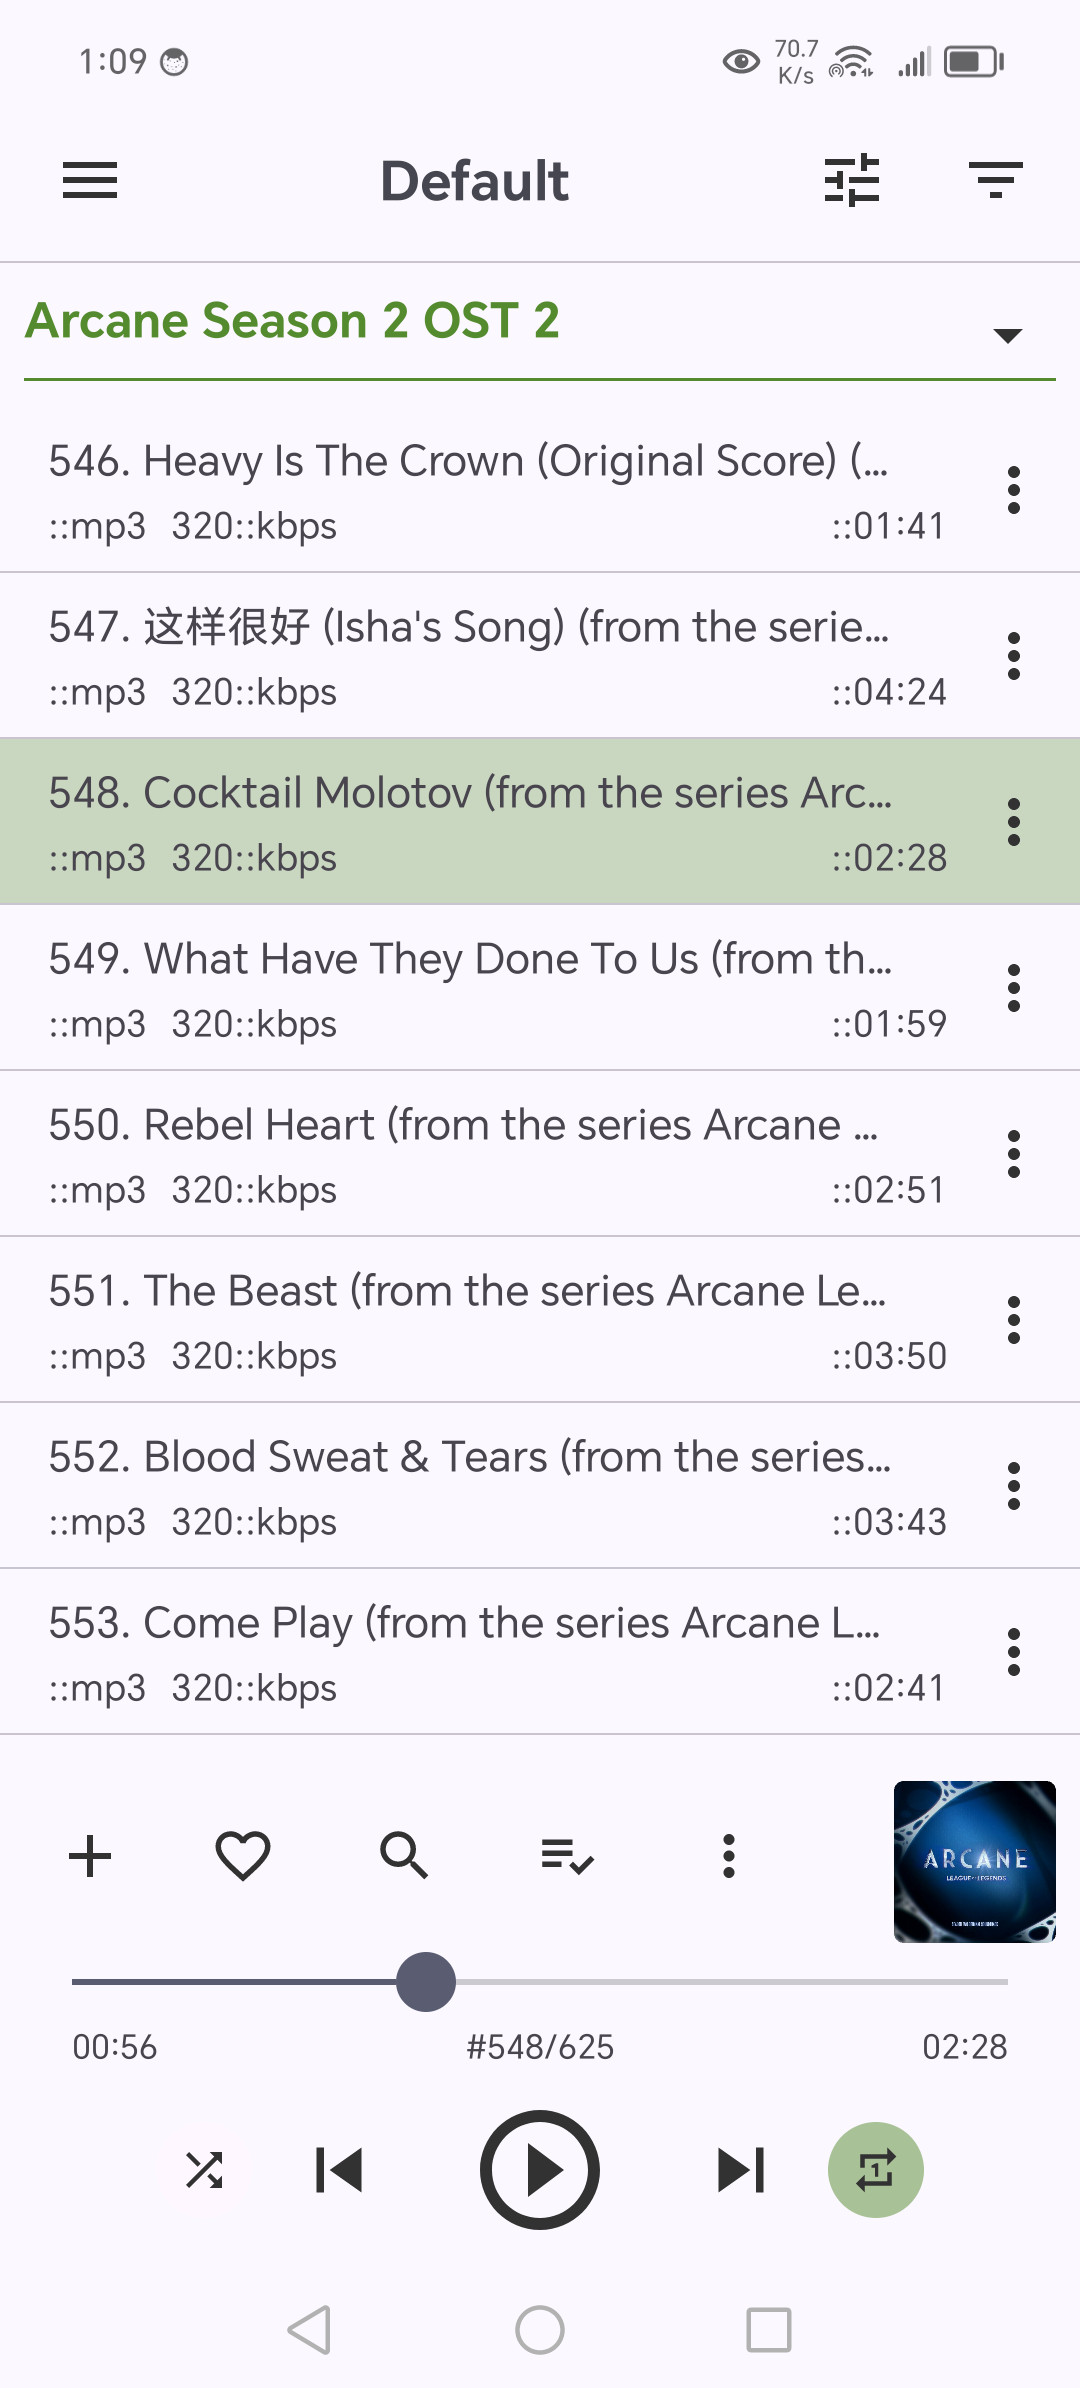 1:09
70.7
K/s
Default
Arcane Season 2 OST 2
546. Heavy Is The Crown (Original Score) (...
::mp3 320::kbps ::01:41
547. 这样很好 (Isha's Song) (from the serie...
::mp3 320::kbps ::04:24
548. Cocktail Molotov (from the series Arc...
::mp3 320::kbps ::02:28
549. What Have They Done To Us (from th...
::mp3 320::kbps ::01:59
550. Rebel Heart (from the series Arcane ...
::mp3 320::kbps ::02:51
551. The Beast (from the series Arcane Le...
::mp3 320::kbps ::03:50
552. Blood Sweat & Tears (from the series...
::mp3 320::kbps ::03:43
553. Come Play (from the series Arcane L...
::mp3 320::kbps ::02:41
ARCANE
LEAGUE OF LEGENDS
00:56 #548/625 02:28
1